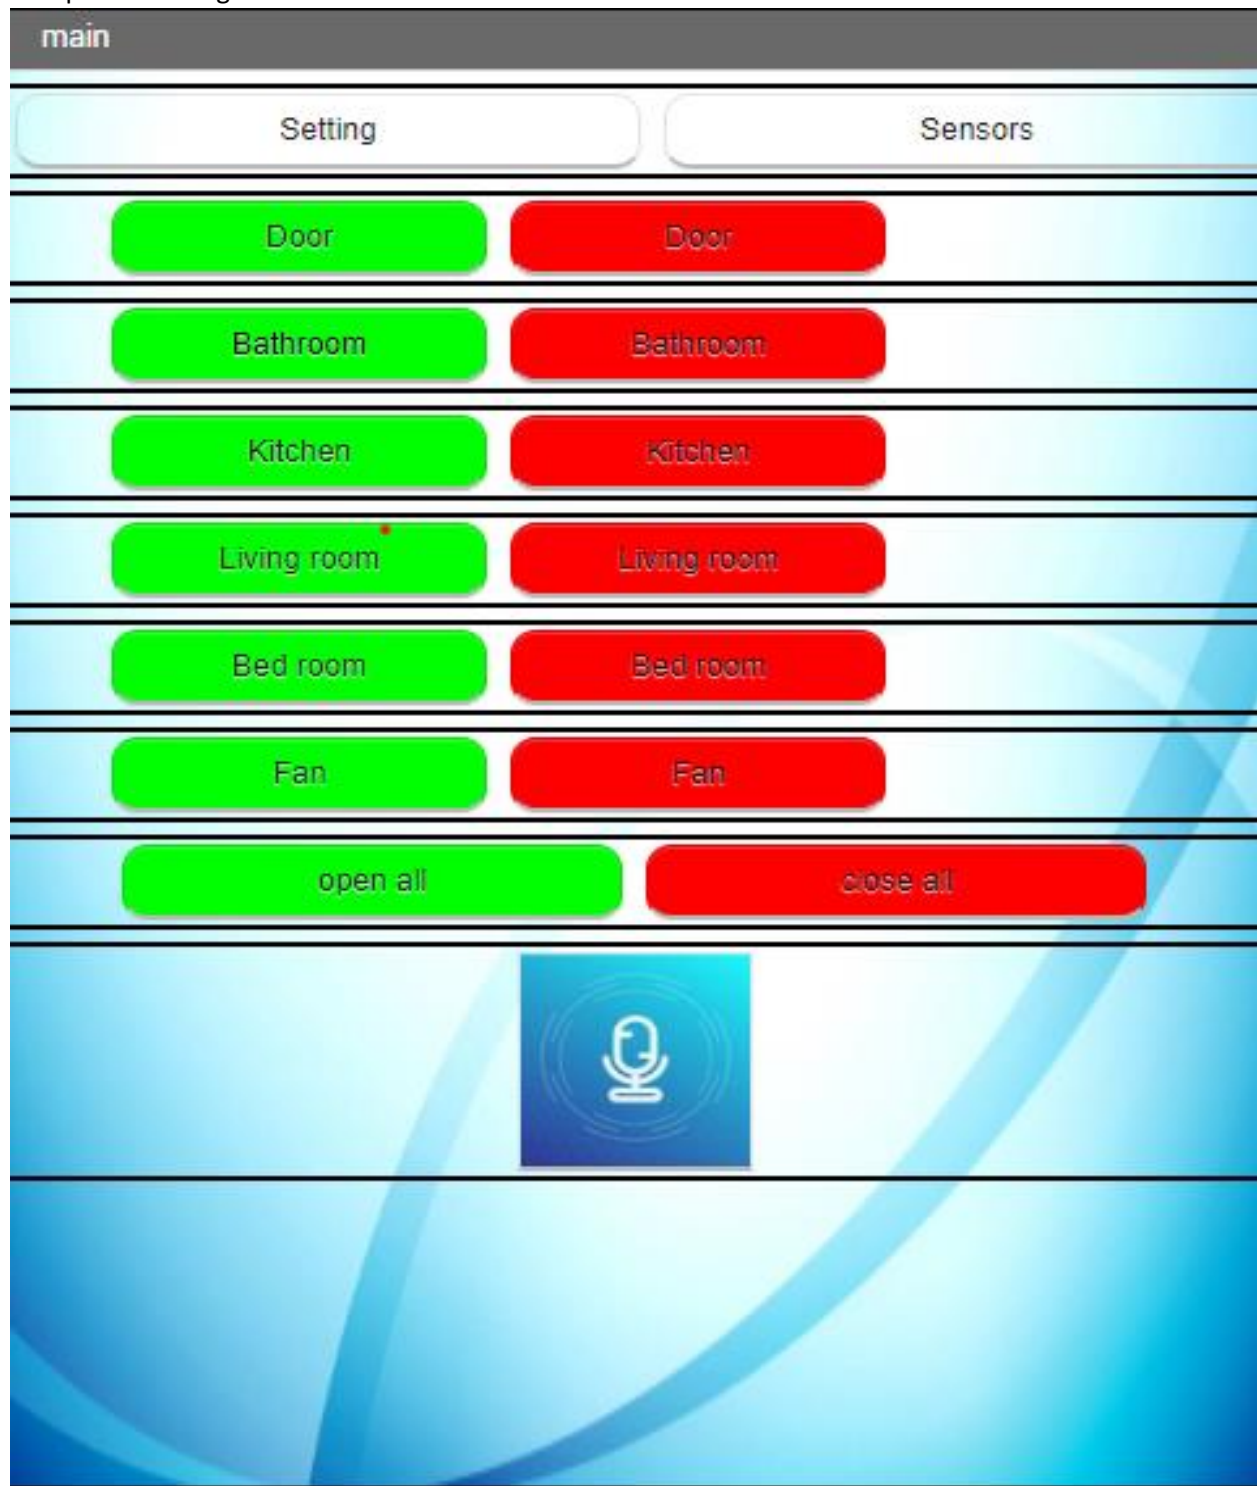 main
Setting Sensors
Door Door
Bathroom Bathroom
Kitchen Kitchen
Living room Living room
Bed room Bed room
Fan Fan
open all close all